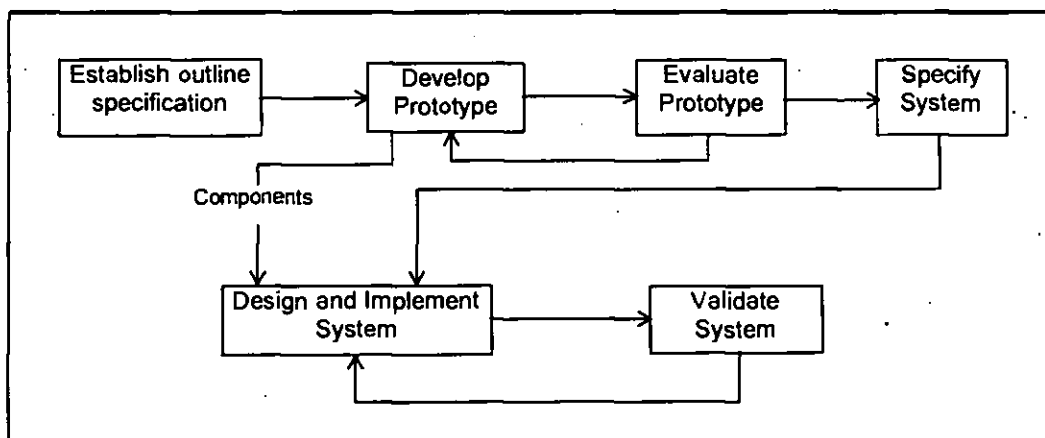 Establish outline
specification
Develop
Prototype
Evaluate
Prototype
Specify
System
Components
Design and Implement
System
Validate
System